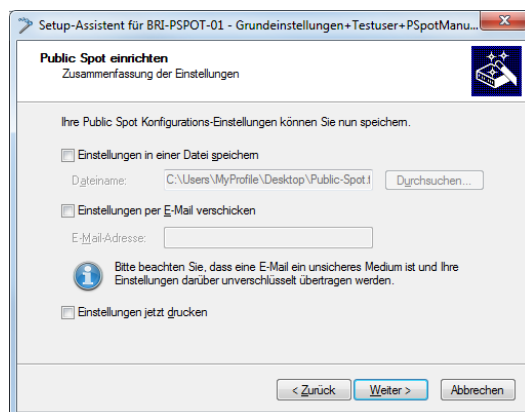 Setup-Assistent für BRI-PSPOT-01 - Grundeinstellungen+Testuser+PSpotManu...
Public Spot einrichten
Zusammenfassung der Einstellungen
Ihre Public Spot Konfigurations-Einstellungen können Sie nun speichern.
Einstellungen in einer Datei speichern
Dateiname: C:\Users\MyProfile\Desktop\Public-Spot.t Durchsuchen...
Einstellungen per E-Mail verschicken
E-Mail-Adresse:
Bitte beachten Sie, dass eine E-Mail ein unsicheres Medium ist und Ihre
Einstellungen darüber unverschlüsselt übertragen werden.
Einstellungen jetzt drucken
< Zurück Weiter > Abbrechen